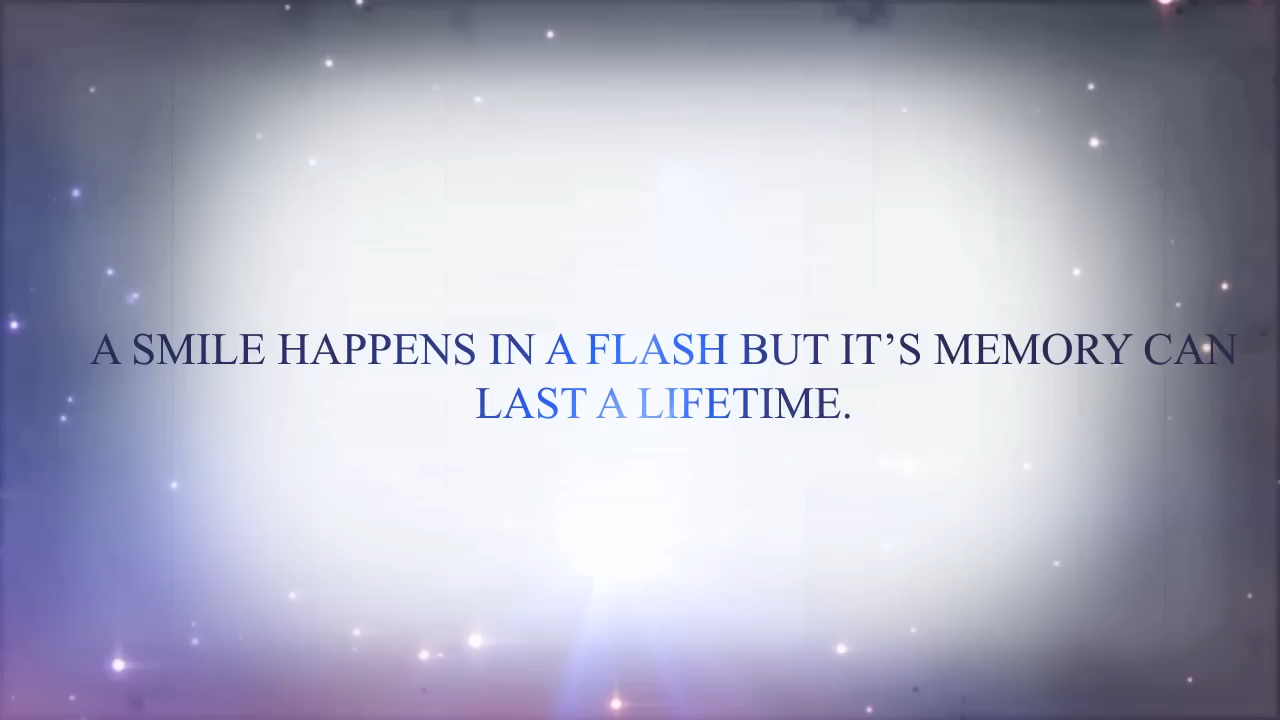 A SMILE HAPPENS IN A FLASH BUT IT’S MEMORY CAN
LAST A LIFETIME.